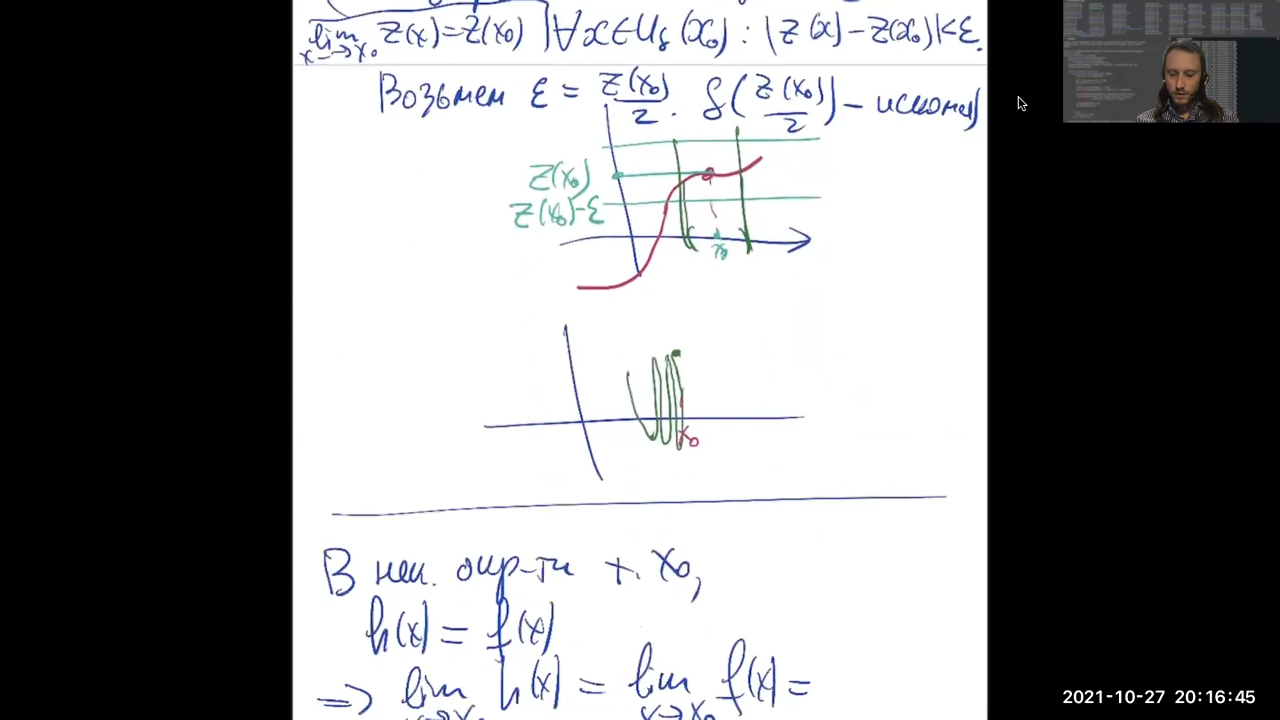 lim z(x)=z(x₀) | ∀x∈U_δ(x₀) : |z(x)−z(x₀)|<ε.
x→x₀
Возьмем ε = z(x₀)/2 . δ(z(x₀)/2) – искомая
z(x₀)
z(x₀)-ε
x₀
x₀
В нек. окр-ти т. x₀,
h(x) = f(x)
=> lim h(x) = lim f(x) =
x→x₀ x→x₀
2021-10-27 20:16:45